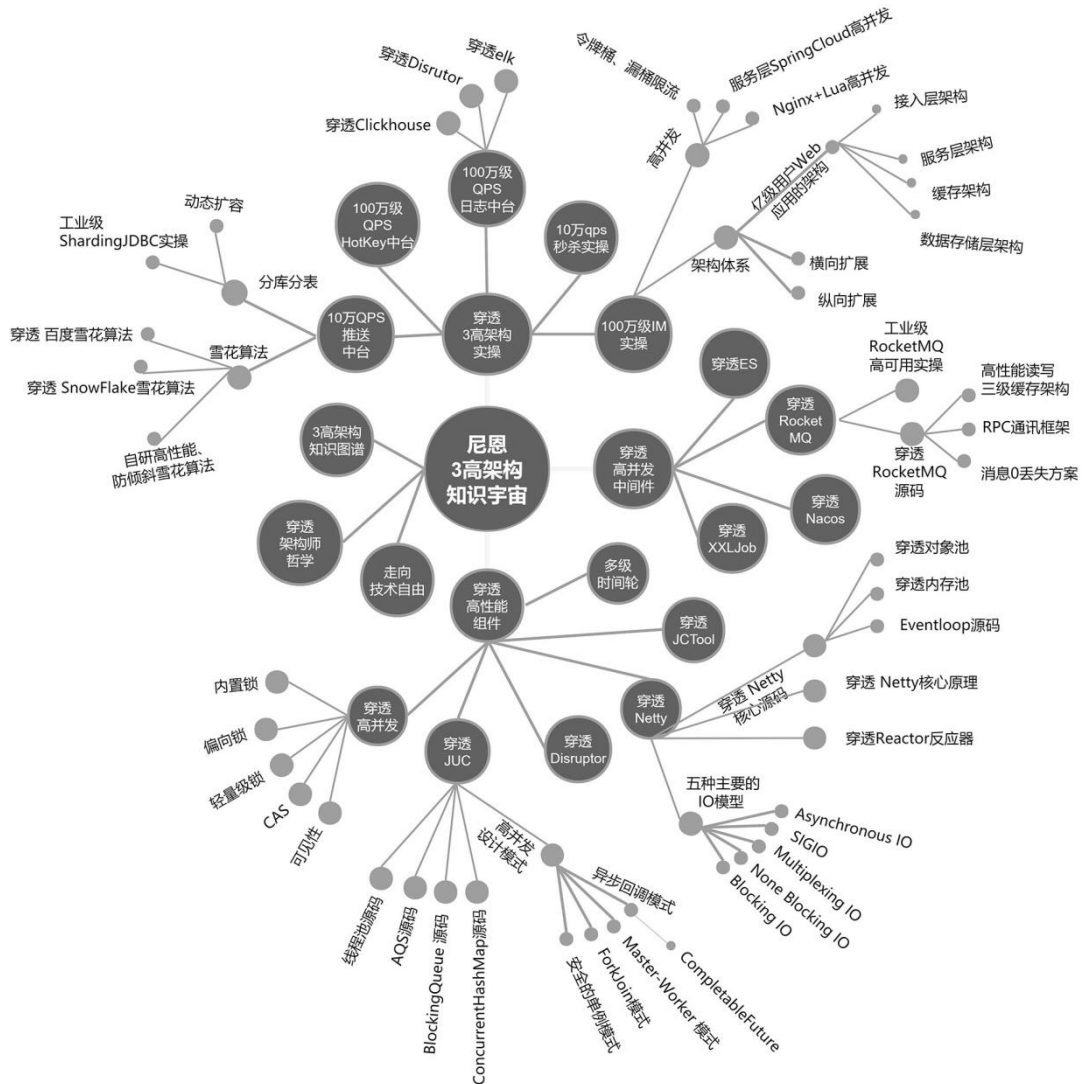 令牌桶、漏桶限流
服务层SpringCloud高并发
Nginx+Lua高并发
高并发
接入层架构
服务层架构
缓存架构
数据存储层架构
亿级用户Web
应用的架构
架构体系
横向扩展
纵向扩展
穿透elk
穿透Disrutor
穿透Clickhouse
100万级
QPS
日志中台
100万级
QPS
HotKey中台
10万qps
秒杀实操
动态扩容
工业级
ShardingJDBC实操
分库分表
10万QPS
推送
中台
穿透
3高架构
实操
100万级IM
实操
穿透 百度雪花算法
雪花算法
穿透 SnowFlake雪花算法
自研高性能、
防倾斜雪花算法
穿透ES
工业级
RocketMQ
高可用实操
穿透
Rocket
MQ
高性能读写
三级缓存架构
RPC通讯框架
消息0丢失方案
穿透
RocketMQ
源码
3高架构
知识图谱
尼恩
3高架构
知识宇宙
穿透
高并发
中间件
穿透
Nacos
穿透
XXLJob
穿透
架构师
哲学
走向
技术自由
穿透
高性能
组件
多级
时间轮
穿透
JCTool
穿透对象池
穿透内存池
Eventloop源码
穿透 Netty
核心源码
穿透 Netty核心原理
穿透Reactor反应器
穿透
Netty
内置锁
偏向锁
轻量级锁
CAS
可见性
穿透
高并发
穿透
JUC
穿透
Disruptor
五种主要的
IO模型
Asynchronous IO
SIGIO
Multiplexing IO
None Blocking IO
Blocking IO
高并发
设计模式
异步回调模式
线程池源码
AQS源码
BlockingQueue 源码
ConcurrentHashMap源码
安全的单例模式
ForkJoin模式
Master-Worker 模式
CompletableFuture